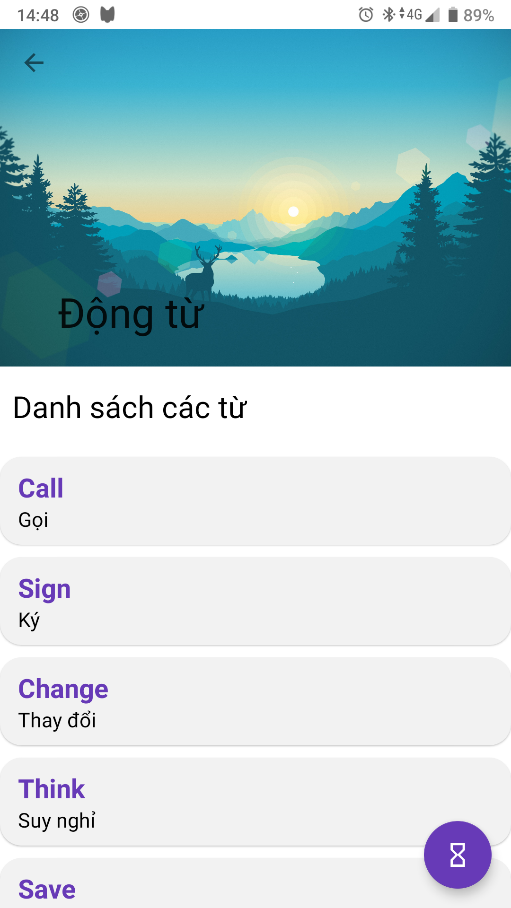 14:48
4G
89%
Động từ
Danh sách các từ
Call
Gọi
Sign
Ký
Change
Thay đổi
Think
Suy nghỉ
Save